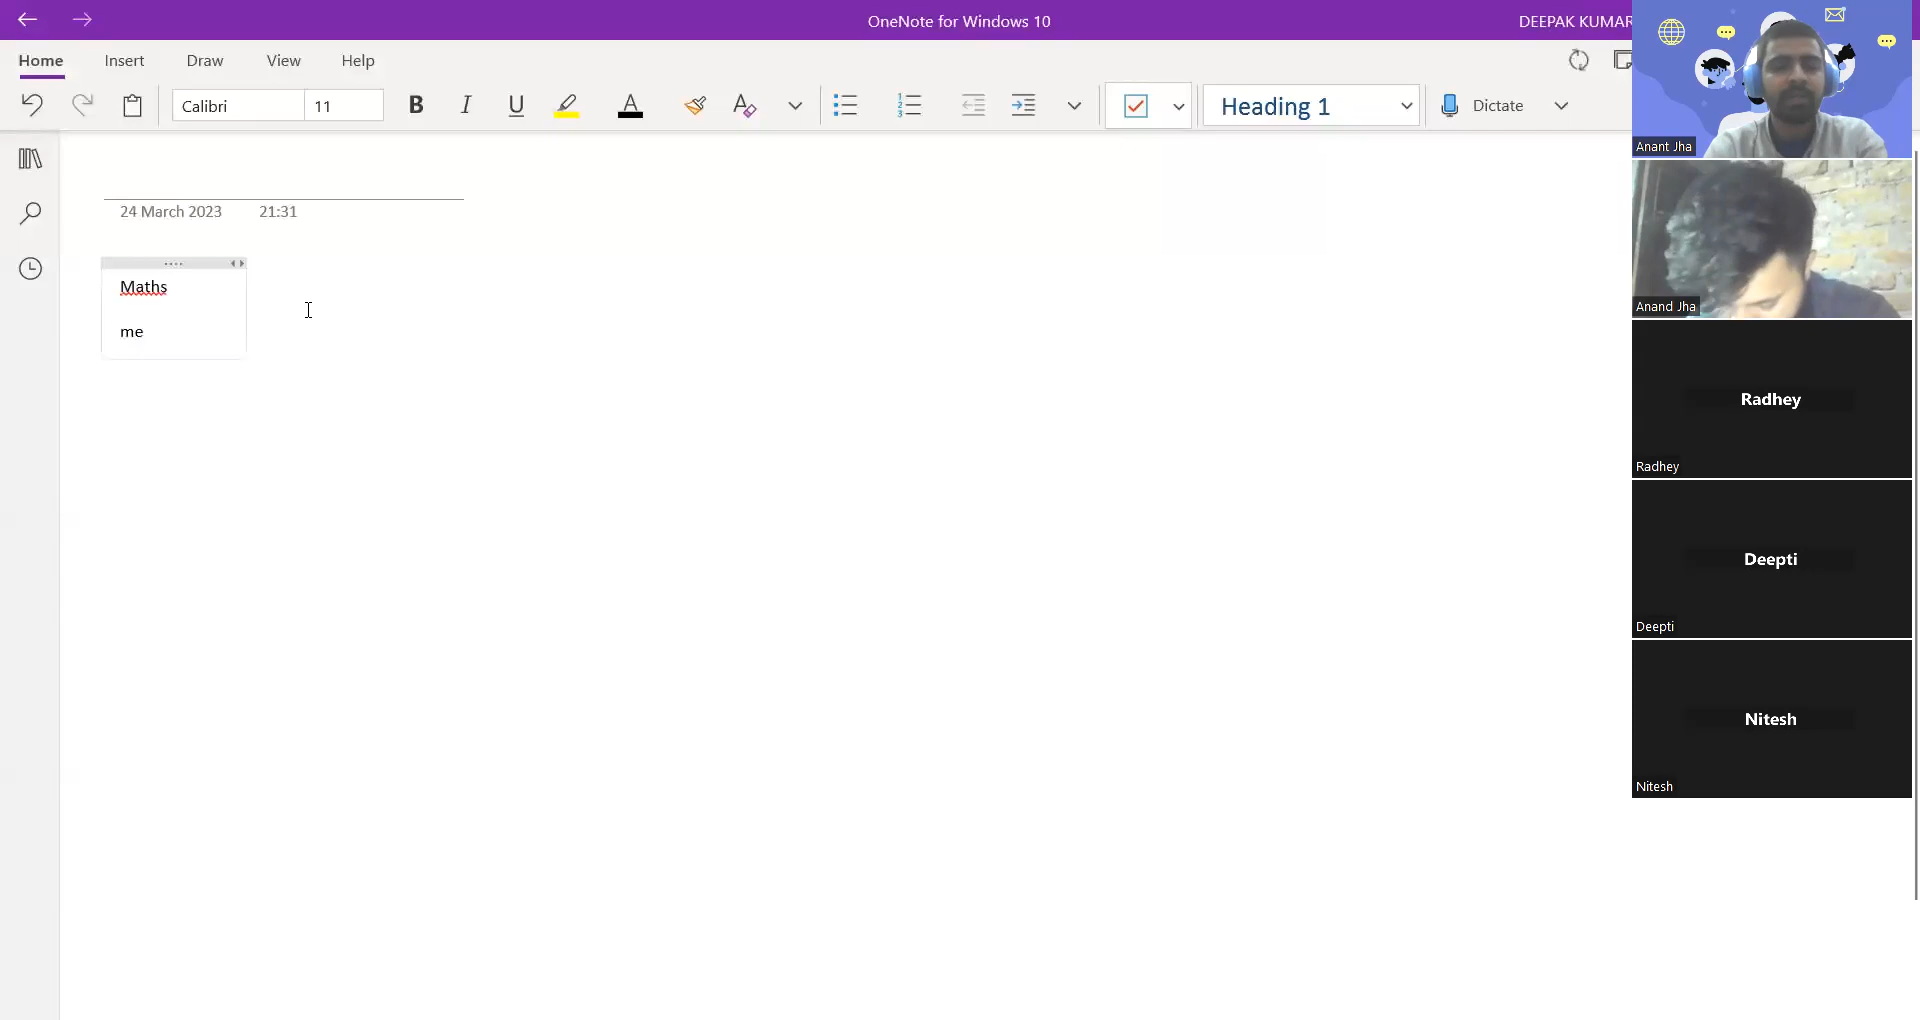 OneNote for Windows 10
DEEPAK KUMAR
Home Insert Draw View Help
Calibri 11 B I U A A Heading 1 Dictate
24 March 2023 21:31
Maths
me
Anant Jha
Anand Jha
Radhey
Radhey
Deepti
Deepti
Nitesh
Nitesh